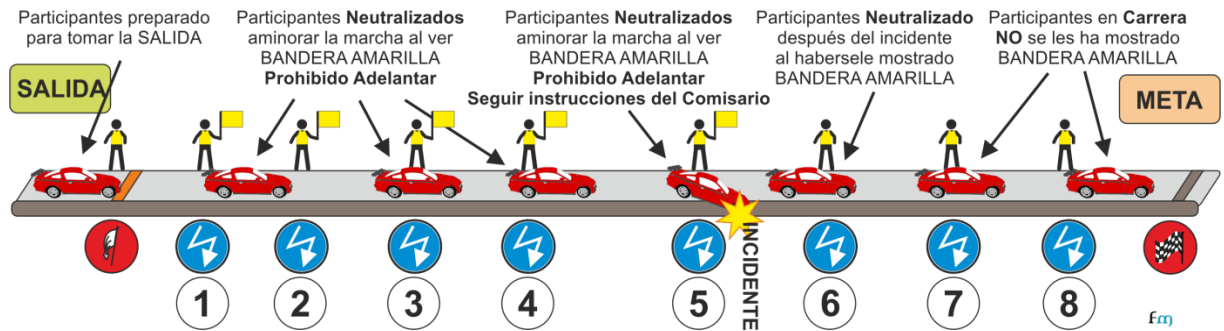 Participantes preparado
para tomar la SALIDA
Participantes Neutralizados
aminorar la marcha al ver
BANDERA AMARILLA
Prohibido Adelantar
Participantes Neutralizados
aminorar la marcha al ver
BANDERA AMARILLA
Prohibido Adelantar
Seguir instrucciones del Comisario
Participantes Neutralizado
después del incidente
al habersele mostrado
BANDERA AMARILLA
Participantes en Carrera
NO se les ha mostrado
BANDERA AMARILLA
SALIDA
META
INCIDENTE
1
2
3
4
5
6
7
8
fm